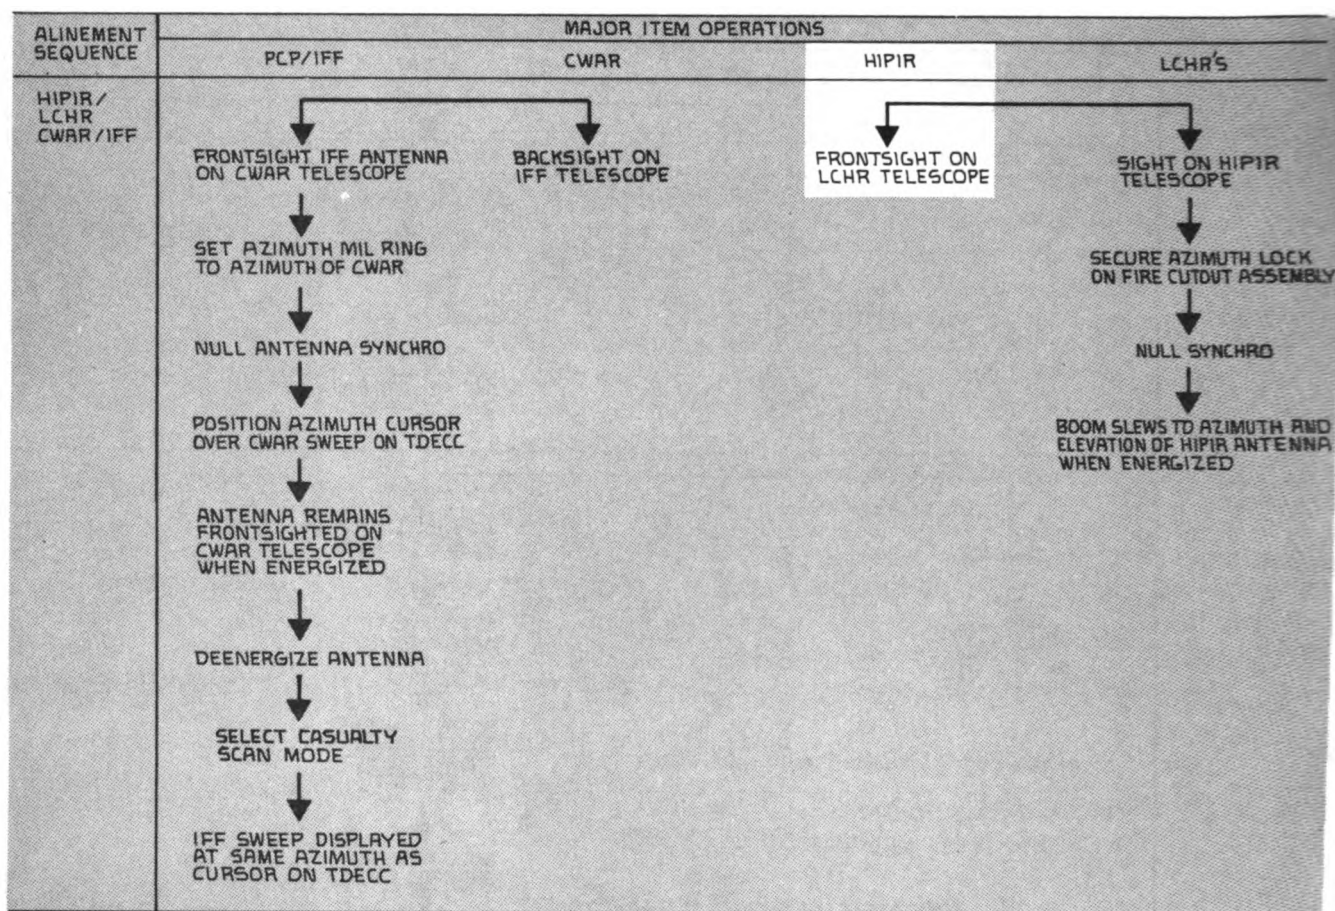 ALINEMENT
SEQUENCE
MAJOR ITEM OPERATIONS
PCP/IFF
CWAR
HIPIR
LCHR'S
HIPIR/
LCHR
CWAR/IFF
FRONTSIGHT IFF ANTENNA
ON CWAR TELESCOPE
SET AZIMUTH MIL RING
TO AZIMUTH OF CWAR
NULL ANTENNA SYNCHRO
POSITION AZIMUTH CURSOR
OVER CWAR SWEEP ON TDECC
ANTENNA REMAINS
FRONTSIGHTED ON
CWAR TELESCOPE
WHEN ENERGIZED
DEENERGIZE ANTENNA
SELECT CASUALTY
SCAN MODE
IFF SWEEP DISPLAYED
AT SAME AZIMUTH AS
CURSOR ON TDECC
BACKSIGHT ON
IFF TELESCOPE
FRONTSIGHT ON
LCHR TELESCOPE
SIGHT ON HIPIR
TELESCOPE
SECURE AZIMUTH LOCK
ON FIRE CUTOUT ASSEMBLY
NULL SYNCHRO
BOOM SLEWS TO AZIMUTH AND
ELEVATION OF HIPIR ANTENNA
WHEN ENERGIZED